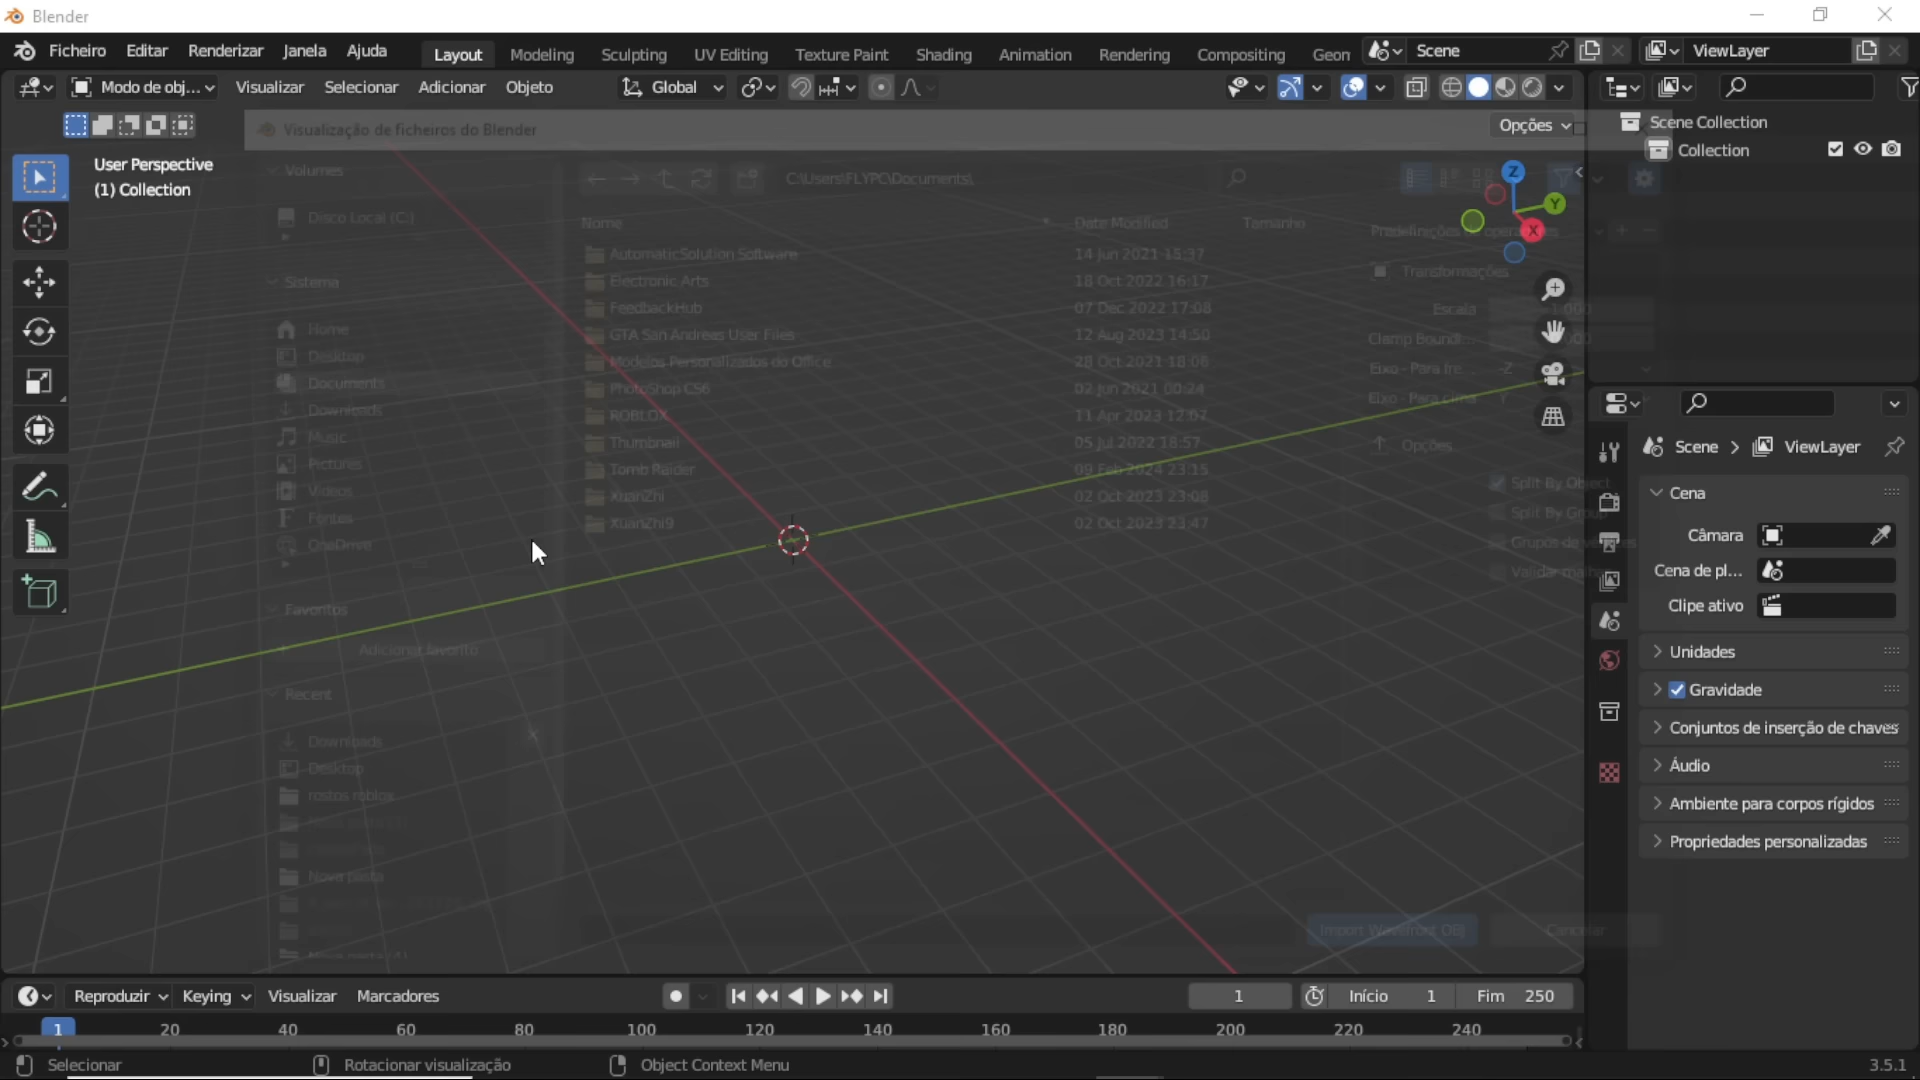 Blender
Ficheiro Editar Renderizar Janela Ajuda Layout Modeling Sculpting UV Editing Texture Paint Shading Animation Rendering Compositing Geon Scene ViewLayer
Modo de obj... Visualizar Selecionar Adicionar Objeto Global
Visualização de ficheiros do Blender Opções
Scene Collection
Collection
User Perspective
(1) Collection
Volumes
Disco Local (C:)
Sistema
Home
Desktop
Documents
Downloads
Music
Pictures
Videos
Fontes
OneDrive
Favoritos
Adicionar favorito
Recent
Downloads
Desktop
rostos roblox
Nova pasta
C:\Users\FLYPC\Documents\
Nome Date Modified Tamanho
AutomaticSolution Software 14 Jun 2021 15:37
Electronic Arts 18 Oct 2022 16:17
FeedbackHub 07 Dec 2022 17:08
GTA San Andreas User Files 12 Aug 2023 14:50
Modelos Personalizados do Office 28 Oct 2021 18:06
PhotoShop CS6 02 Jun 2021 00:24
ROBLOX 11 Apr 2023 12:07
Thumbnail 05 Jul 2022 18:57
Tomb Raider 09 Feb 2024 23:15
XuanZhi 02 Oct 2023 23:08
XuanZhi9 02 Oct 2023 23:47
Z
Y
X
Transformações
Escala
Clamp Boundi...
Eixo - Para fre... -Z
Eixo - Para cima Y
Opções
Split By Object
Split By Group
Import Wavefront OBJ Cancelar
Scene > ViewLayer
Cena
Câmara
Cena de pl...
Clipe ativo
Unidades
Gravidade
Conjuntos de inserção de chaves
Áudio
Ambiente para corpos rígidos
Propriedades personalizadas
Reproduzir Keying Visualizar Marcadores 1 Início 1 Fim 250
1 20 40 60 80 100 120 140 160 180 200 220 240
Selecionar Rotacionar visualização Object Context Menu 3.5.1